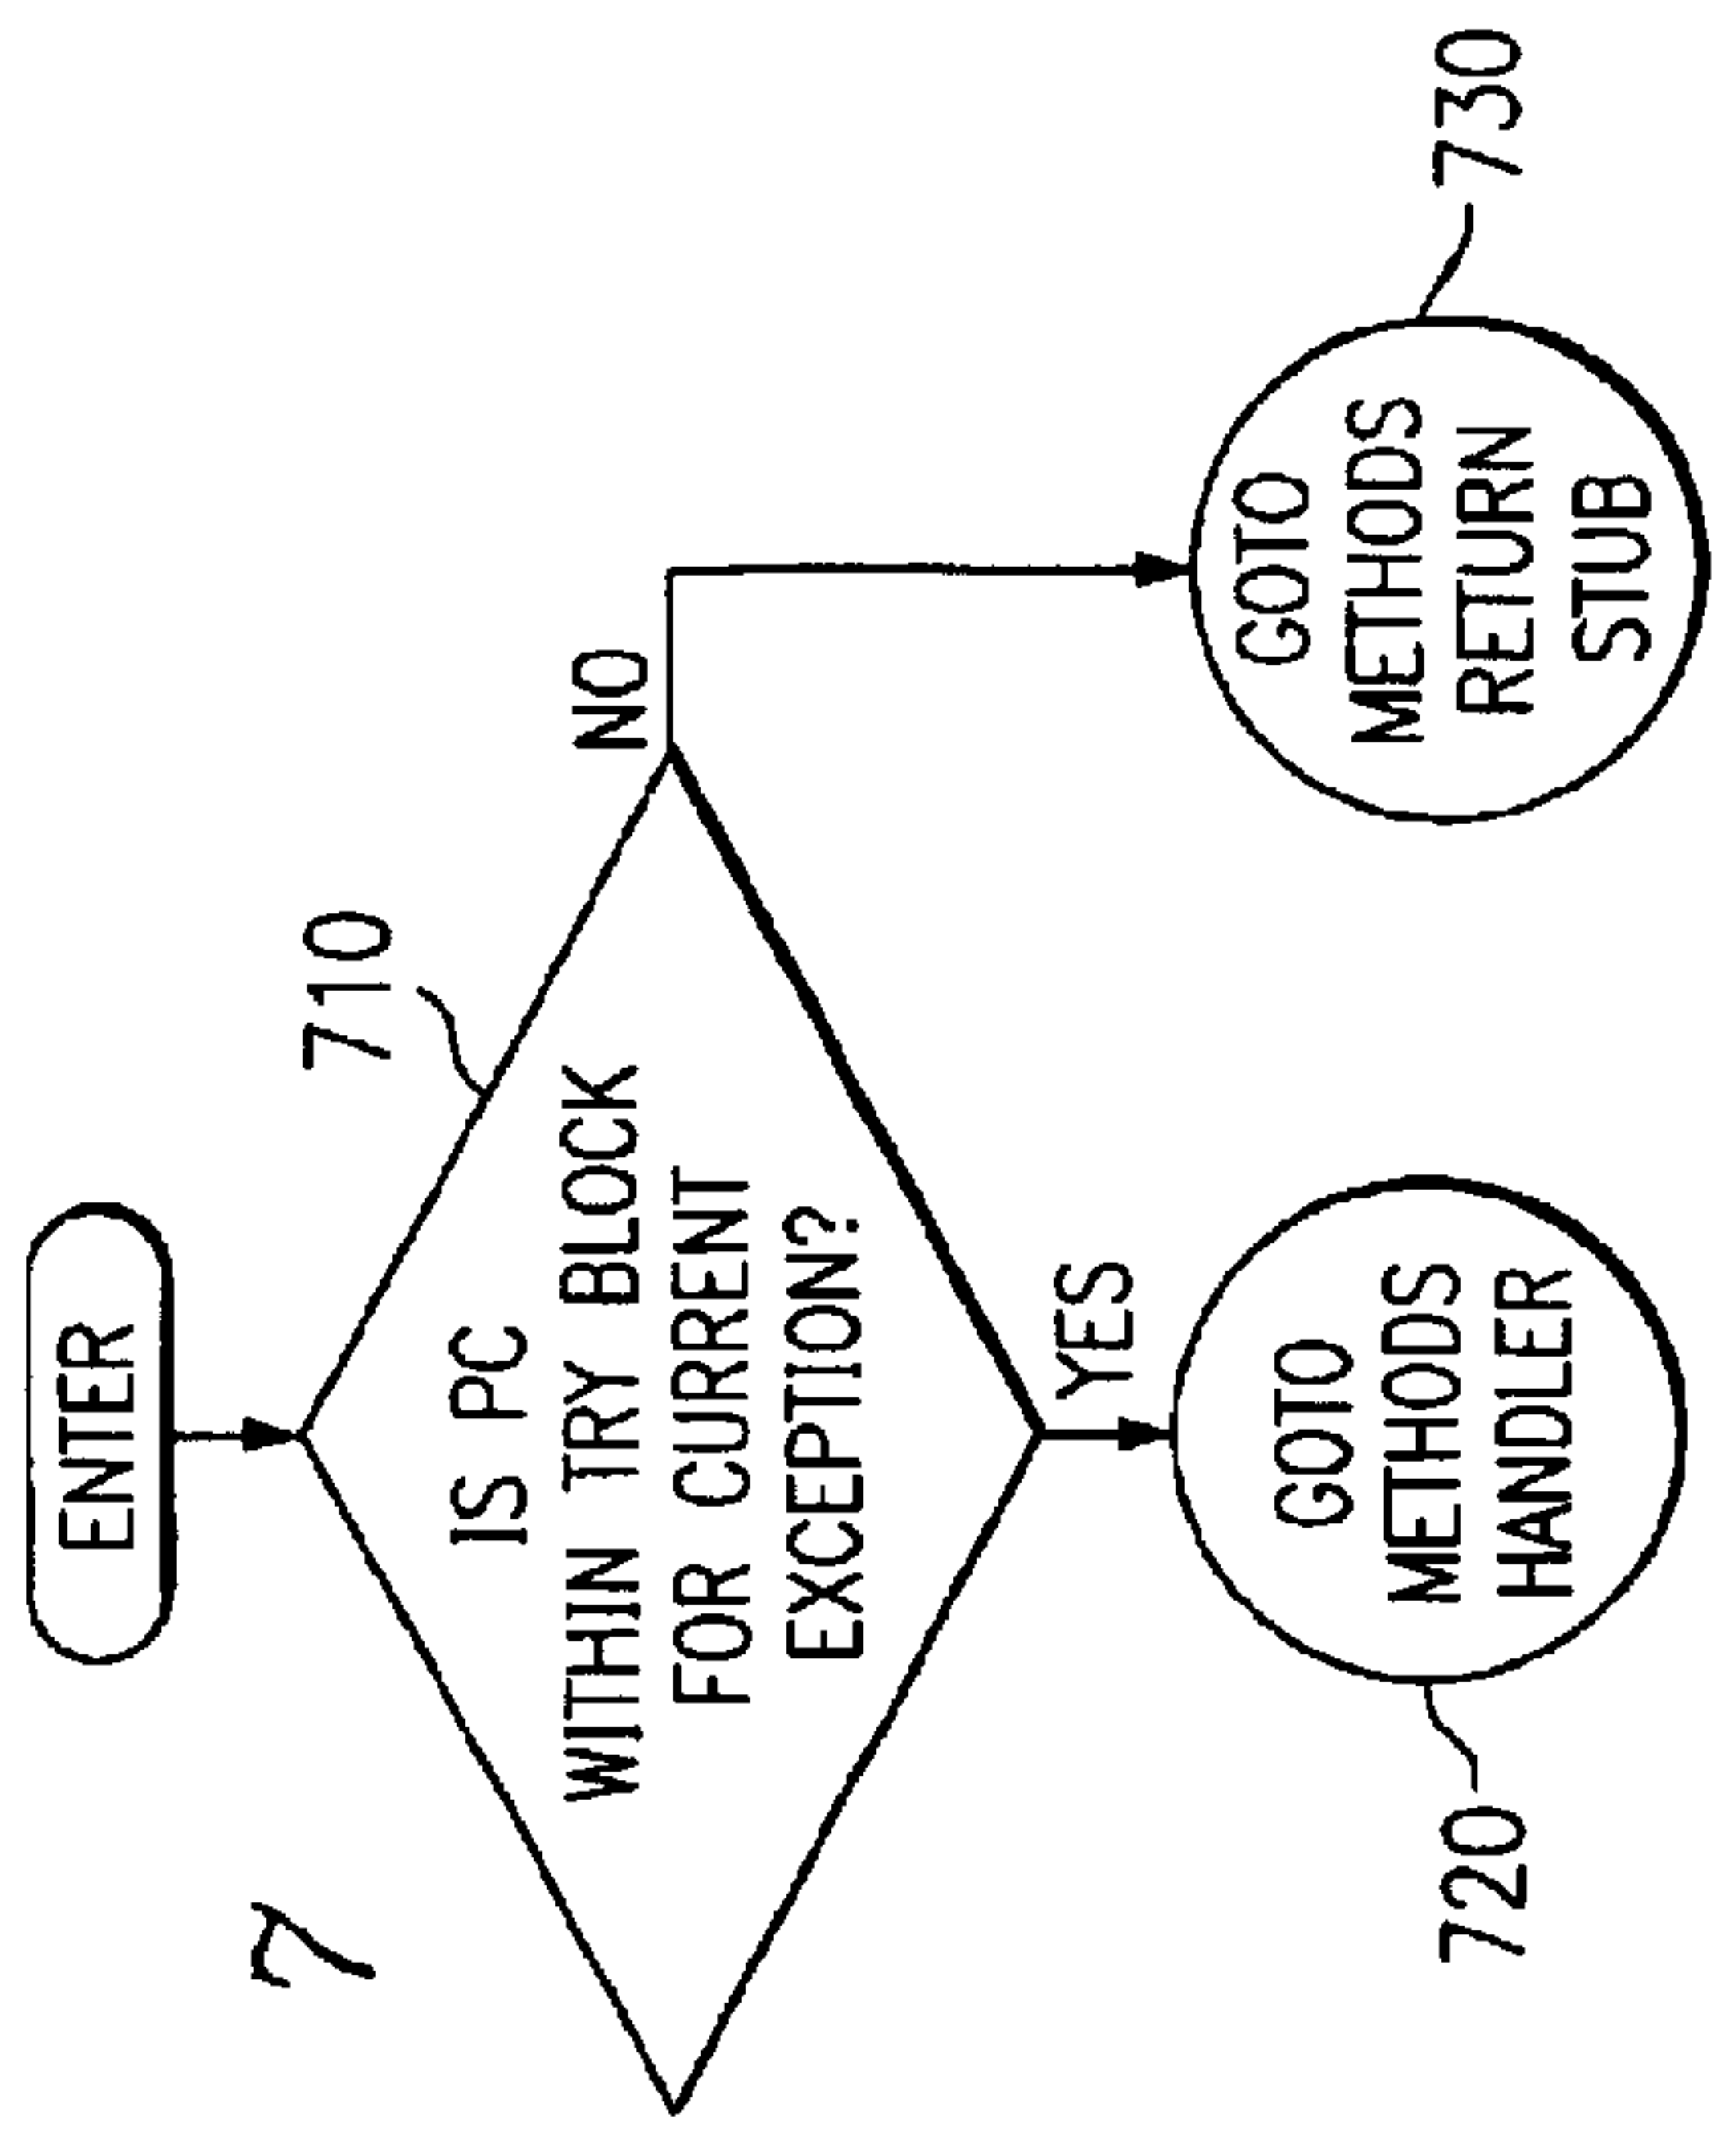 7
ENTER
710
IS PC
WITHIN TRY BLOCK
FOR CURRENT
EXCEPTION?
NO
YES
720
GOTO
METHODS
HANDLER
GOTO
METHODS
RETURN
STUB
730